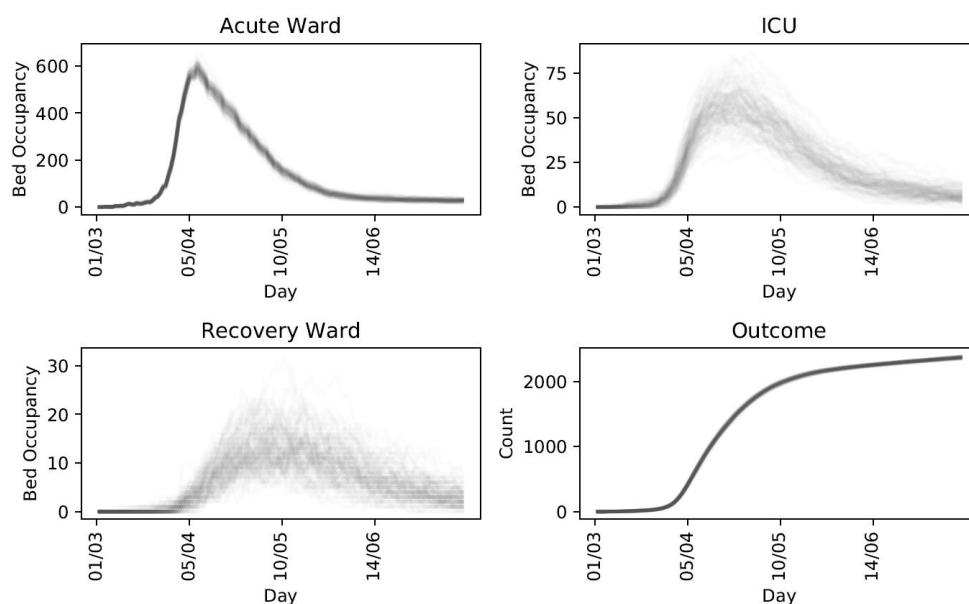 Acute Ward
Bed Occupancy
600
400
200
0
01/03
05/04
10/05
14/06
Day
ICU
Bed Occupancy
75
50
25
0
01/03
05/04
10/05
14/06
Day
Recovery Ward
Bed Occupancy
30
20
10
0
01/03
05/04
10/05
14/06
Day
Outcome
Count
2000
1000
0
01/03
05/04
10/05
14/06
Day